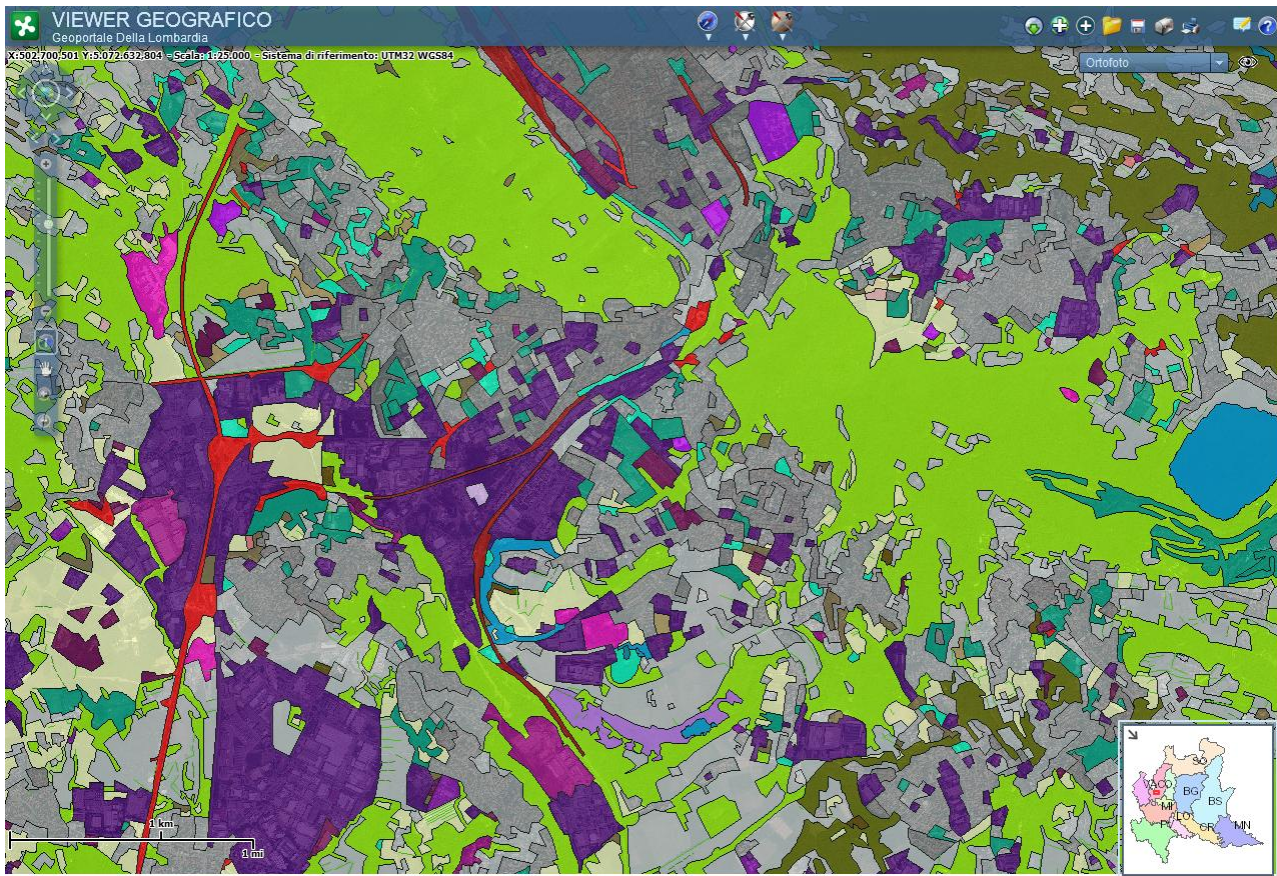 VIEWER GEOGRAFICO
Geoportale Della Lombardia
X:502.700,501 Y:5.072.632,804 - Scala: 1:25.000 - Sistema di riferimento: UTM32 WGS84
Ortofoto
SO
BG
BS
MI
LO
CR
MN
1 km
1 mi